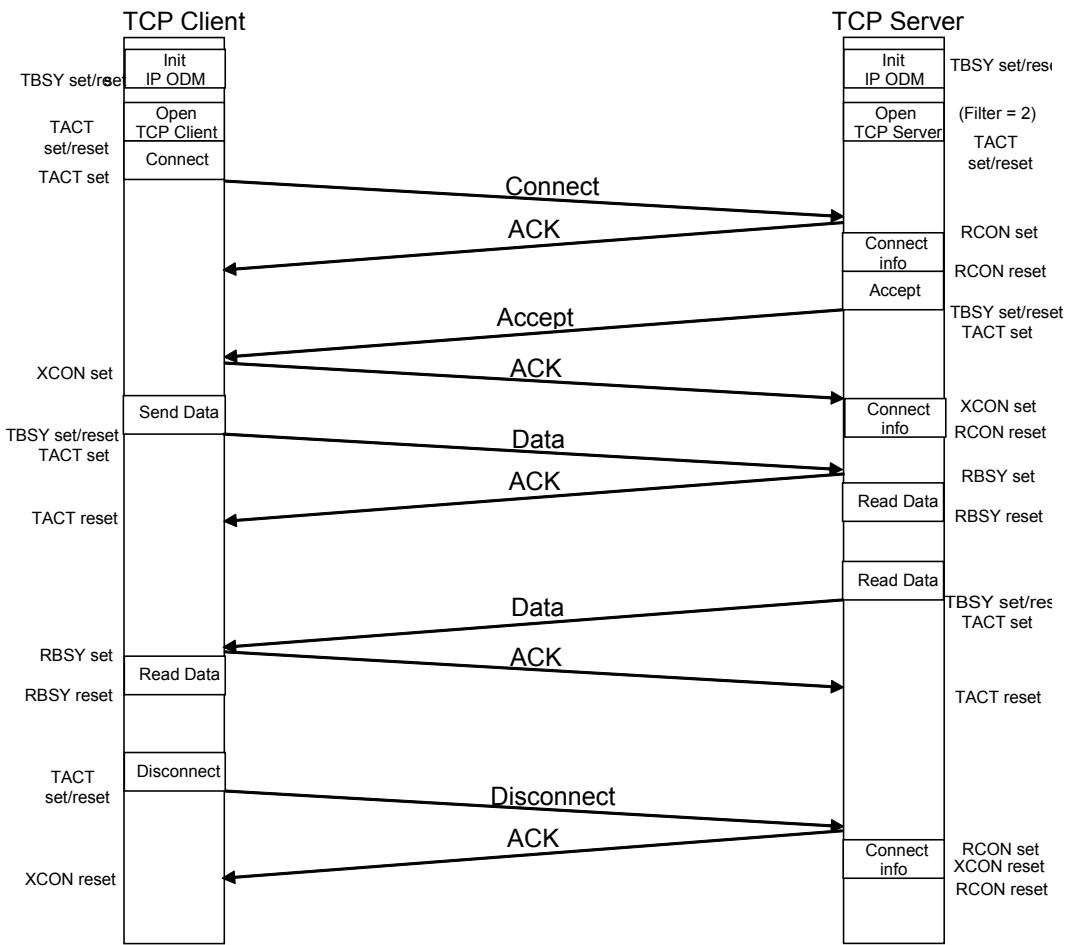 TCP Client
TCP Server
Init
IP ODM
TBSY set/reset
Init
IP ODM
TBSY set/rese
Open
TCP Client
TACT
set/reset
Open
TCP Server
(Filter = 2)
TACT
set/reset
Connect
TACT set
Connect
ACK
RCON set
Connect
info
RCON reset
Accept
Accept
TBSY set/reset
TACT set
XCON set
ACK
Send Data
TBSY set/reset
TACT set
XCON set
Connect
info
RCON reset
Data
RBSY set
ACK
TACT reset
Read Data
RBSY reset
Read Data
TBSY set/res
TACT set
Data
RBSY set
ACK
Read Data
RBSY reset
TACT reset
Disconnect
TACT
set/reset
Disconnect
ACK
Connect
info
RCON set
XCON reset
RCON reset
XCON reset